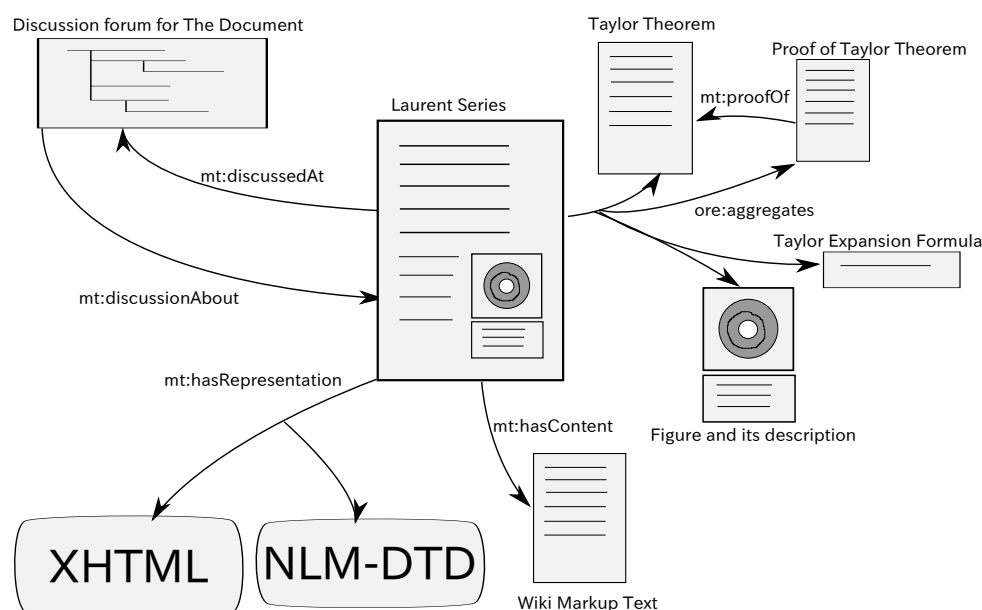 Discussion forum for The Document
Taylor Theorem
Proof of Taylor Theorem
mt:proofOf
Laurent Series
mt:discussedAt
ore:aggregates
Taylor Expansion Formula
mt:discussionAbout
mt:hasRepresentation
mt:hasContent
Figure and its description
XHTML
NLM-DTD
Wiki Markup Text